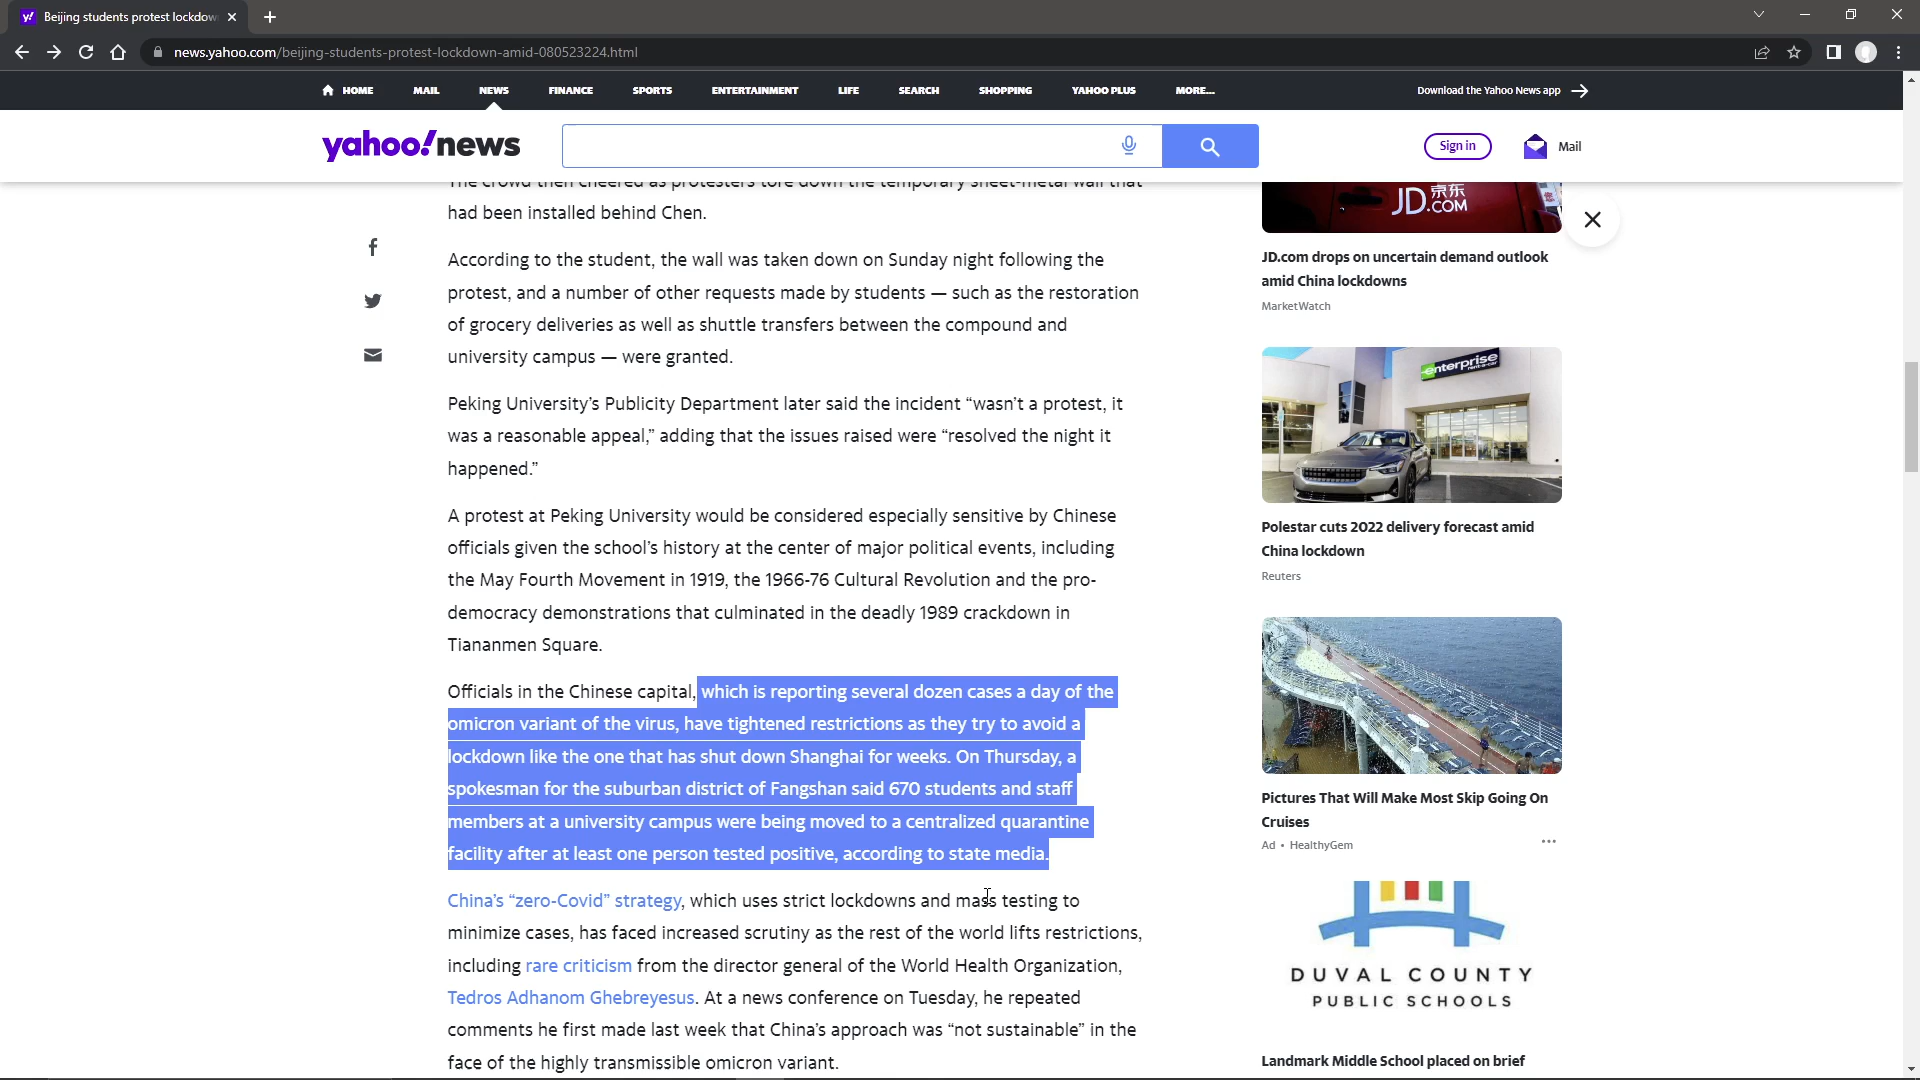 Beijing students protest lockdow
news.yahoo.com/beijing-students-protest-lockdown-amid-080523224.html
HOME MAIL NEWS FINANCE SPORTS ENTERTAINMENT LIFE SEARCH SHOPPING YAHOO PLUS MORE... Download the Yahoo News app
yahoo!news
Sign in
Mail
The crowd then cheered as protesters tore down the temporary sheet-metal wall that
had been installed behind Chen.
According to the student, the wall was taken down on Sunday night following the
protest, and a number of other requests made by students — such as the restoration
of grocery deliveries as well as shuttle transfers between the compound and
university campus — were granted.
Peking University’s Publicity Department later said the incident “wasn’t a protest, it
was a reasonable appeal,” adding that the issues raised were “resolved the night it
happened.”
A protest at Peking University would be considered especially sensitive by Chinese
officials given the school’s history at the center of major political events, including
the May Fourth Movement in 1919, the 1966-76 Cultural Revolution and the pro-
democracy demonstrations that culminated in the deadly 1989 crackdown in
Tiananmen Square.
Officials in the Chinese capital, which is reporting several dozen cases a day of the
omicron variant of the virus, have tightened restrictions as they try to avoid a
lockdown like the one that has shut down Shanghai for weeks. On Thursday, a
spokesman for the suburban district of Fangshan said 670 students and staff
members at a university campus were being moved to a centralized quarantine
facility after at least one person tested positive, according to state media.
China’s “zero-Covid” strategy, which uses strict lockdowns and mass testing to
minimize cases, has faced increased scrutiny as the rest of the world lifts restrictions,
including rare criticism from the director general of the World Health Organization,
Tedros Adhanom Ghebreyesus. At a news conference on Tuesday, he repeated
comments he first made last week that China’s approach was “not sustainable” in the
face of the highly transmissible omicron variant.
京东
JD.COM
JD.com drops on uncertain demand outlook
amid China lockdowns
MarketWatch
enterprise
rent-a-car
Polestar cuts 2022 delivery forecast amid
China lockdown
Reuters
Pictures That Will Make Most Skip Going On
Cruises
Ad • HealthyGem
DUVAL COUNTY
PUBLIC SCHOOLS
Landmark Middle School placed on brief